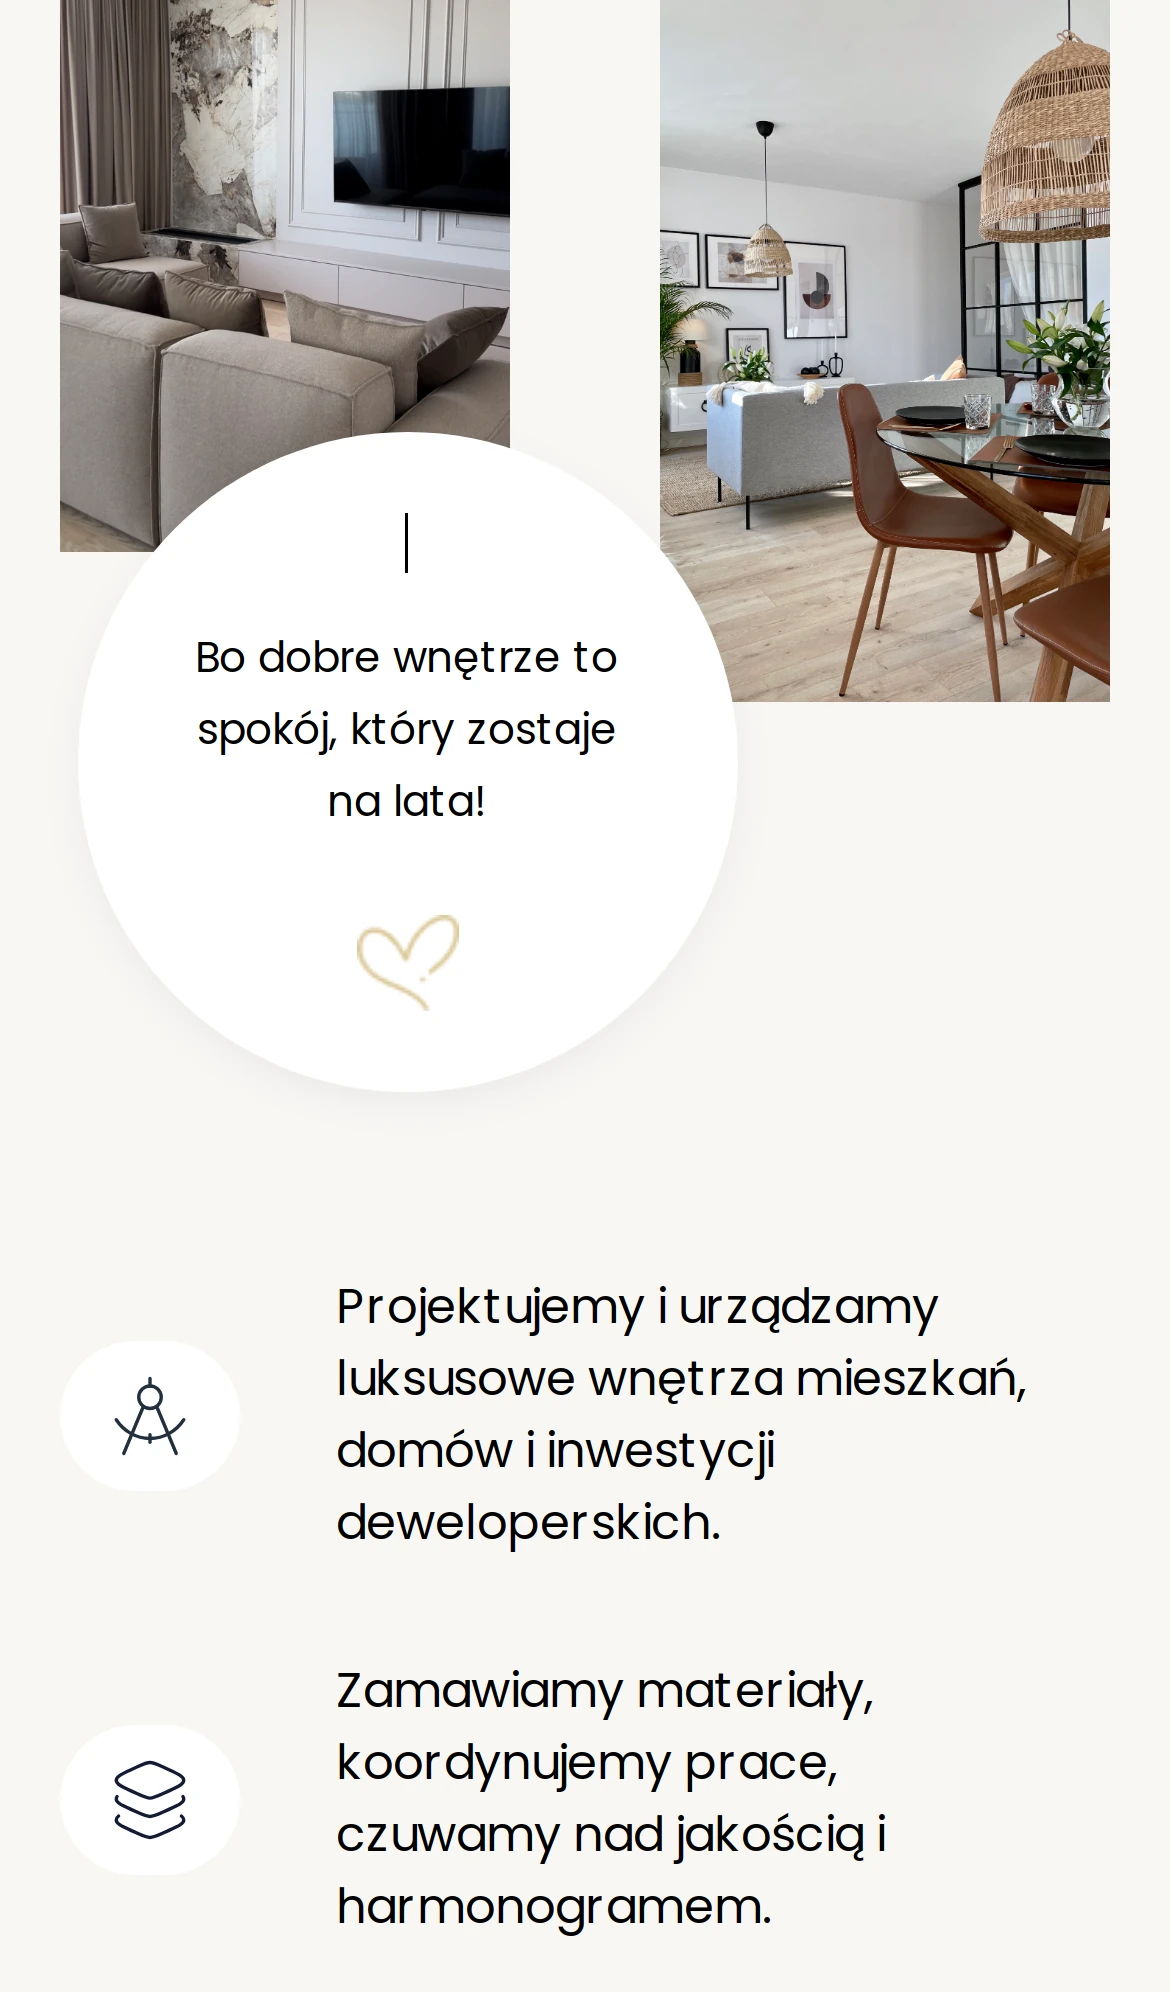 Bo dobre wnętrze to
spokój, który zostaje
na lata!
Projektujemy i urządzamy
luksusowe wnętrza mieszkań,
domów i inwestycji
deweloperskich.
Zamawiamy materiały,
koordynujemy prace,
czuwamy nad jakością i
harmonogramem.